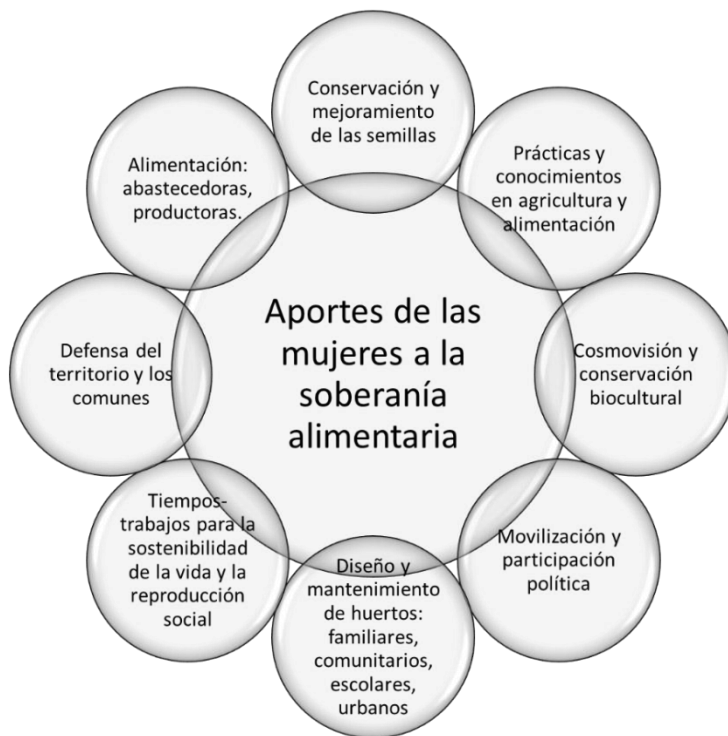 Conservación y
mejoramiento
de las semillas
Prácticas y
conocimientos
en agricultura y
alimentación
Cosmovisión y
conservación
biocultural
Movilización y
participación
política
Diseño y
mantenimiento
de huertos:
familiares,
comunitarios,
escolares,
urbanos
Tiempos-
trabajos para la
sostenibilidad
de la vida y la
reproducción
social
Defensa del
territorio y los
comunes
Alimentación:
abastecedoras,
productoras.
Aportes de las
mujeres a la
soberanía
alimentaria